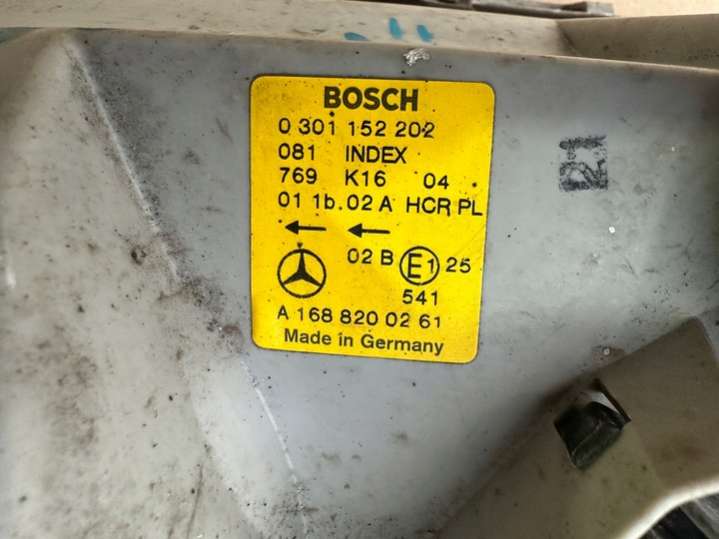 BOSCH
0 301 152 202
081 INDEX
769 K16 04
01 1b.02 A HCR PL
02 B E1 25
541
A 168 820 02 61
Made in Germany
21